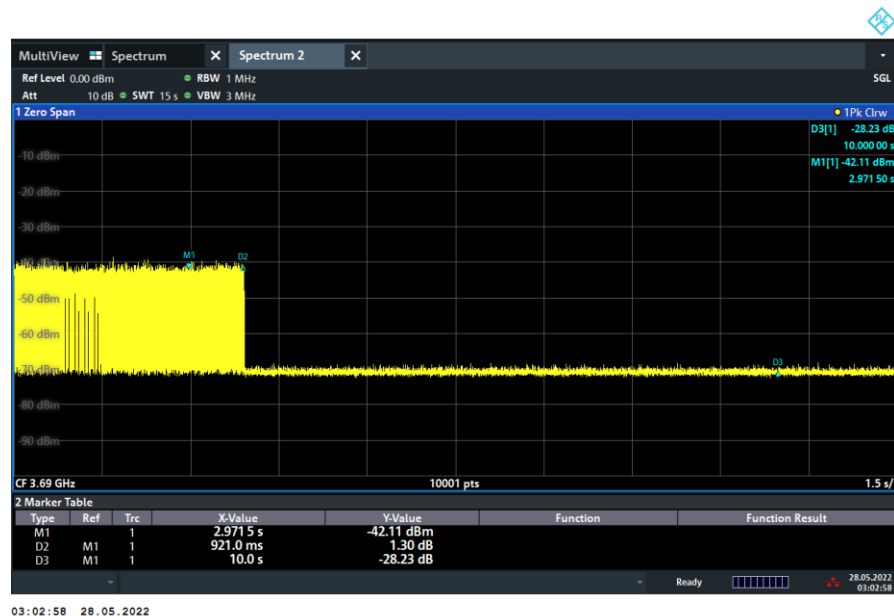 R&S
MultiView Spectrum X Spectrum 2 X
Ref Level 0.00 dBm RBW 1 MHz SGL
Att 10 dB SWT 15 s VBW 3 MHz
1 Zero Span 1Pk Clrw
D3[1] -28.23 dB
10.000 00 s
M1[1] -42.11 dBm
2.971 50 s
-10 dBm
-20 dBm
-30 dBm
M1 D2
-40 dBm
-50 dBm
-60 dBm
D3
-70 dBm
-80 dBm
-90 dBm
CF 3.69 GHz 10001 pts 1.5 s/
2 Marker Table
Type Ref Trc X-Value Y-Value Function Function Result
M1 1 2.971 5 s -42.11 dBm
D2 M1 1 921.0 ms 1.30 dB
D3 M1 1 10.0 s -28.23 dB
Ready 28.05.2022
03:02:58
03:02:58 28.05.2022